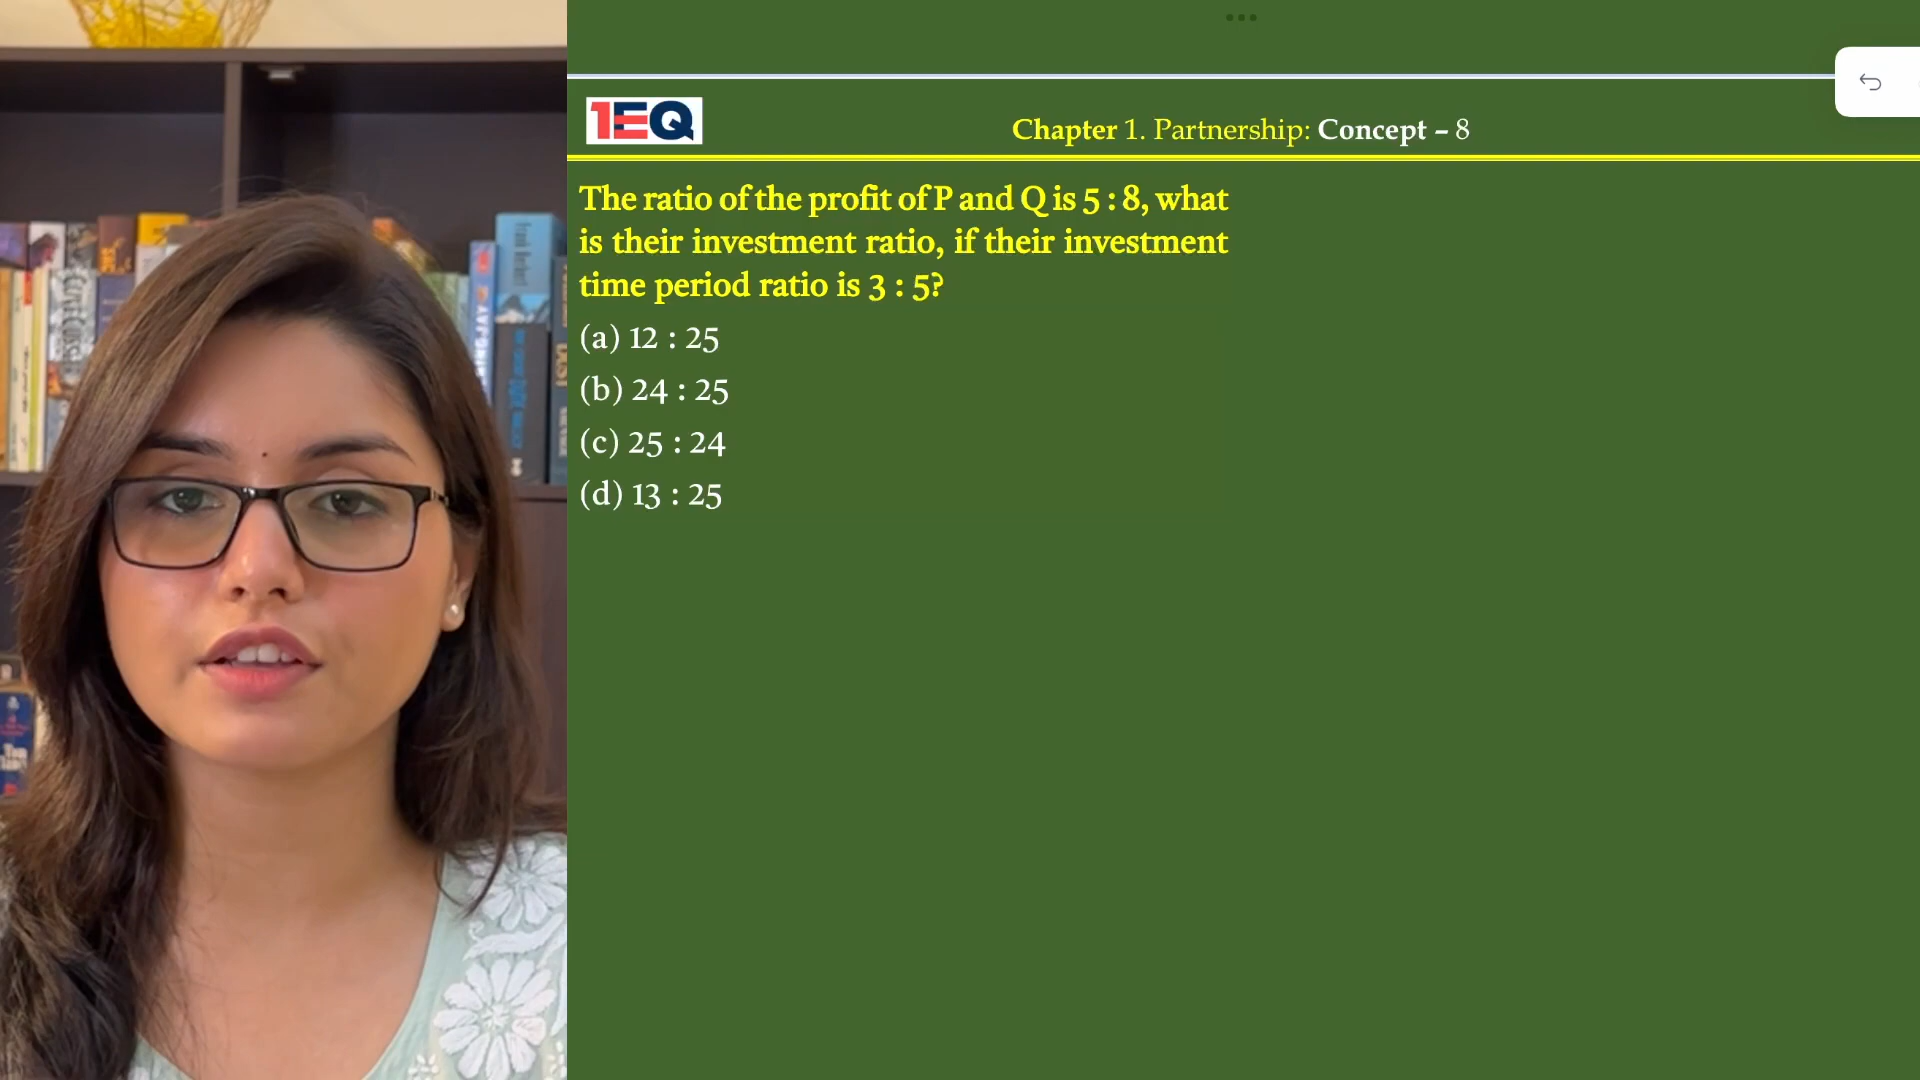 1EQ
Chapter 1. Partnership: Concept – 8
The ratio of the profit of P and Q is 5 : 8, what
is their investment ratio, if their investment
time period ratio is 3 : 5?
(a) 12 : 25
(b) 24 : 25
(c) 25 : 24
(d) 13 : 25